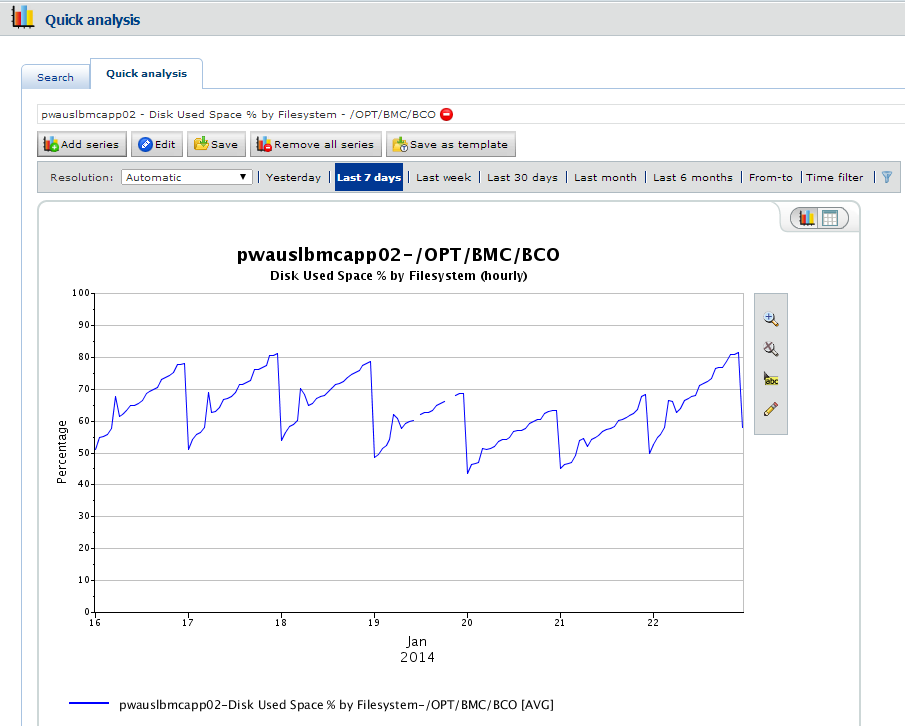 Quick analysis
Search Quick analysis
pwauslbmcapp02 - Disk Used Space % by Filesystem - /OPT/BMC/BCO
Add series Edit Save Remove all series Save as template
Resolution: Automatic Yesterday Last 7 days Last week Last 30 days Last month Last 6 months From-to Time filter
pwauslbmcapp02-/OPT/BMC/BCO
Disk Used Space % by Filesystem (hourly)
100
90
80
70
60
50
40
30
20
10
0
Percentage
abc
16 17 18 19 20 21 22
Jan
2014
pwauslbmcapp02-Disk Used Space % by Filesystem-/OPT/BMC/BCO [AVG]